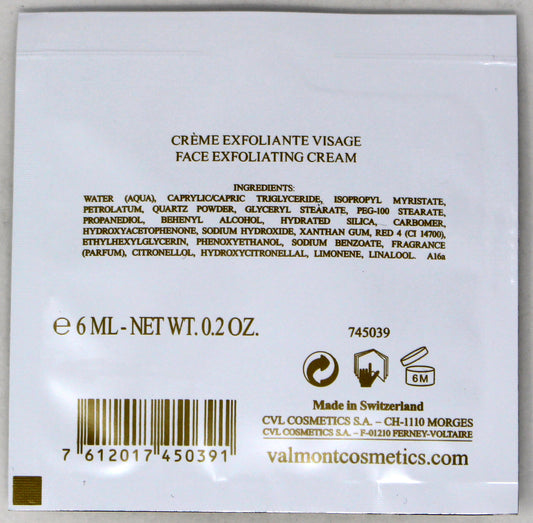 CRÈME EXFOLIANTE VISAGE
FACE EXFOLIATING CREAM
INGREDIENTS:
WATER (AQUA), CAPRYLIC/CAPRIC TRIGLYCERIDE, ISOPROPYL MYRISTATE,
PETROLATUM, QUARTZ POWDER, GLYCERYL STEARATE, PEG-100 STEARATE,
PROPANEDIOL, BEHENYL ALCOHOL, HYDRATED SILICA, CARBOMER,
HYDROXYACETOPHENONE, SODIUM HYDROXIDE, XANTHAN GUM, RED 4 (CI 14700),
ETHYLHEXYLGLYCERIN, PHENOXYETHANOL, SODIUM BENZOATE, FRAGRANCE
(PARFUM), CITRONELLOL, HYDROXYCITRONELLAL, LIMONENE, LINALOOL. A16a
℮ 6 ML - NET WT. 0.2 OZ.
745039
6M
Made in Switzerland
CVL COSMETICS S.A. – CH-1110 MORGES
CVL COSMETICS S.A. – F-01210 FERNEY-VOLTAIRE
valmontcosmetics.com
7 612017 450391